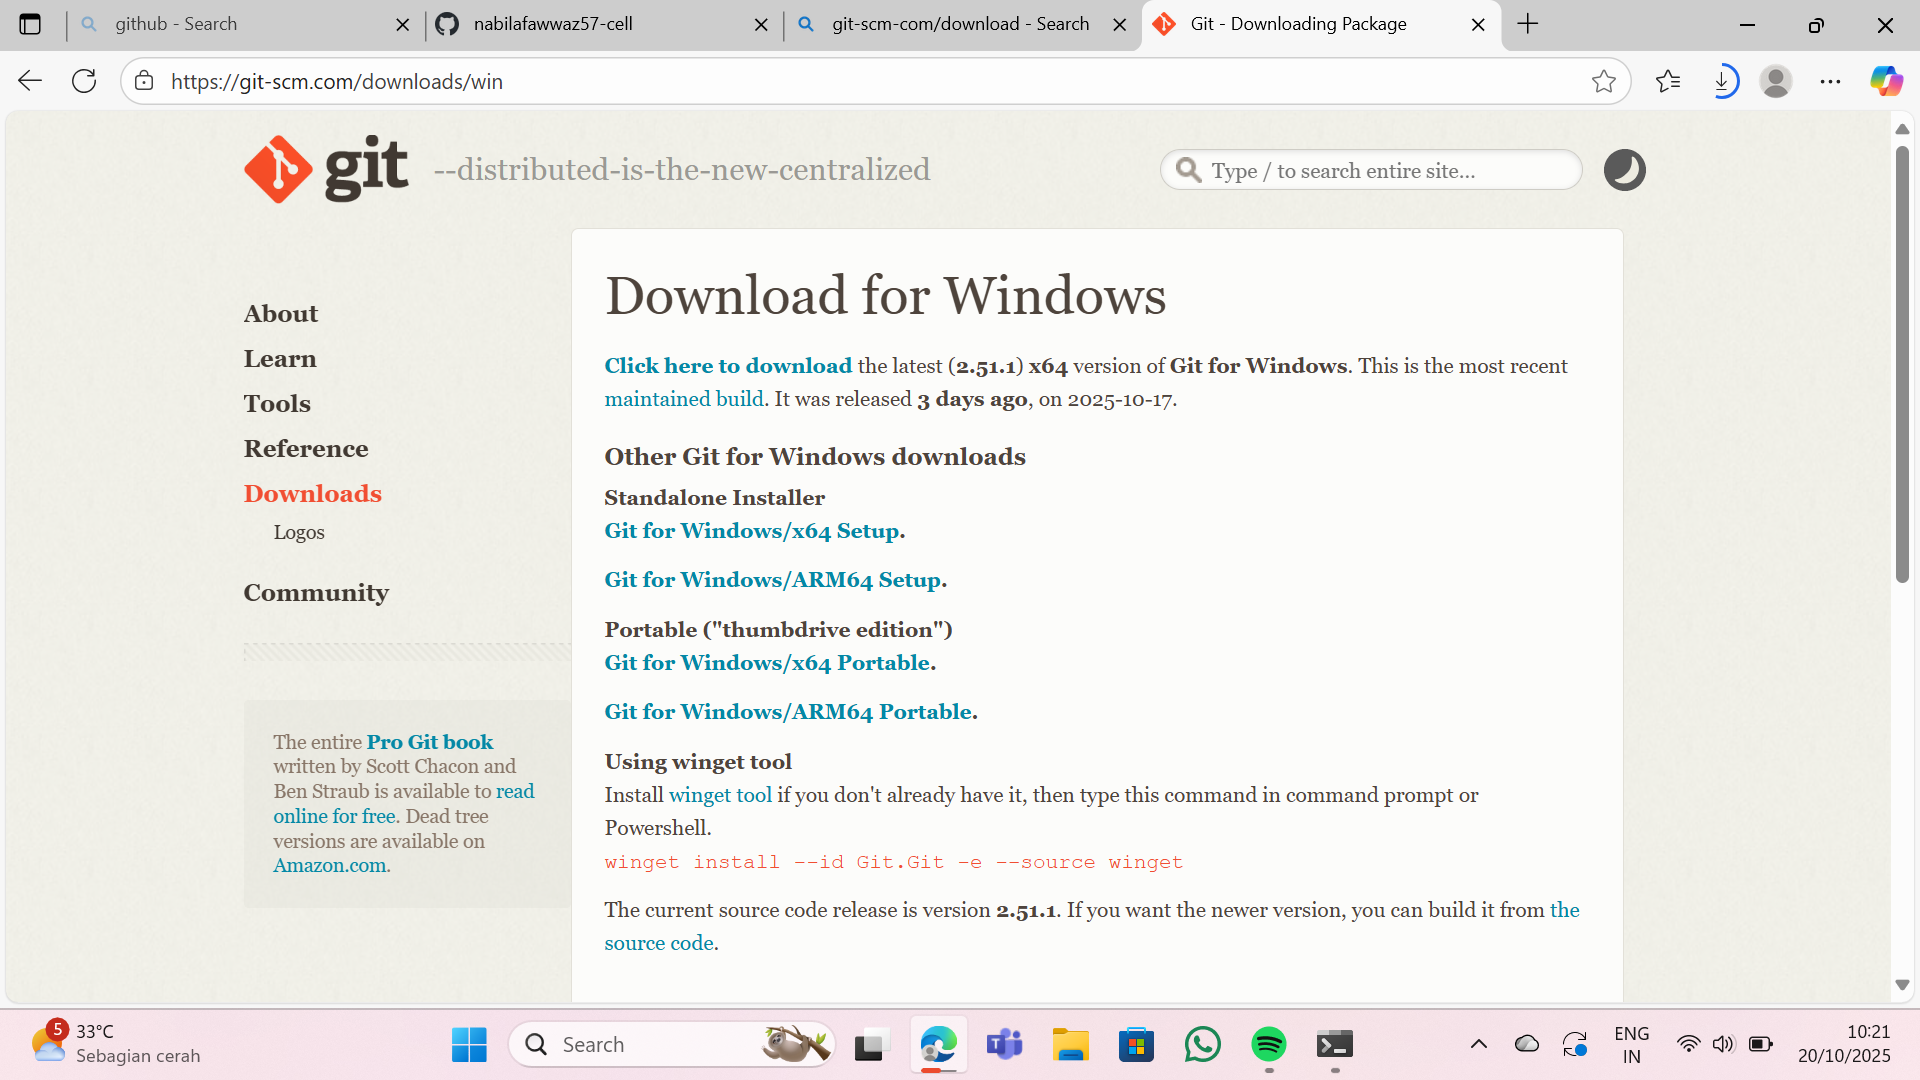 github - Search
nabilafawwaz57-cell
git-scm-com/download - Search
Git - Downloading Package
https://git-scm.com/downloads/win
git --distributed-is-the-new-centralized
Type / to search entire site...
About
Learn
Tools
Reference
Downloads
Logos
Community
The entire Pro Git book
written by Scott Chacon and
Ben Straub is available to read
online for free. Dead tree
versions are available on
Amazon.com.
Download for Windows
Click here to download the latest (2.51.1) x64 version of Git for Windows. This is the most recent
maintained build. It was released 3 days ago, on 2025-10-17.
Other Git for Windows downloads
Standalone Installer
Git for Windows/x64 Setup.
Git for Windows/ARM64 Setup.
Portable ("thumbdrive edition")
Git for Windows/x64 Portable.
Git for Windows/ARM64 Portable.
Using winget tool
Install winget tool if you don't already have it, then type this command in command prompt or
Powershell.
winget install --id Git.Git -e --source winget
The current source code release is version 2.51.1. If you want the newer version, you can build it from the
source code.
5
33°C
Sebagian cerah
Search
ENG
IN
10:21
20/10/2025